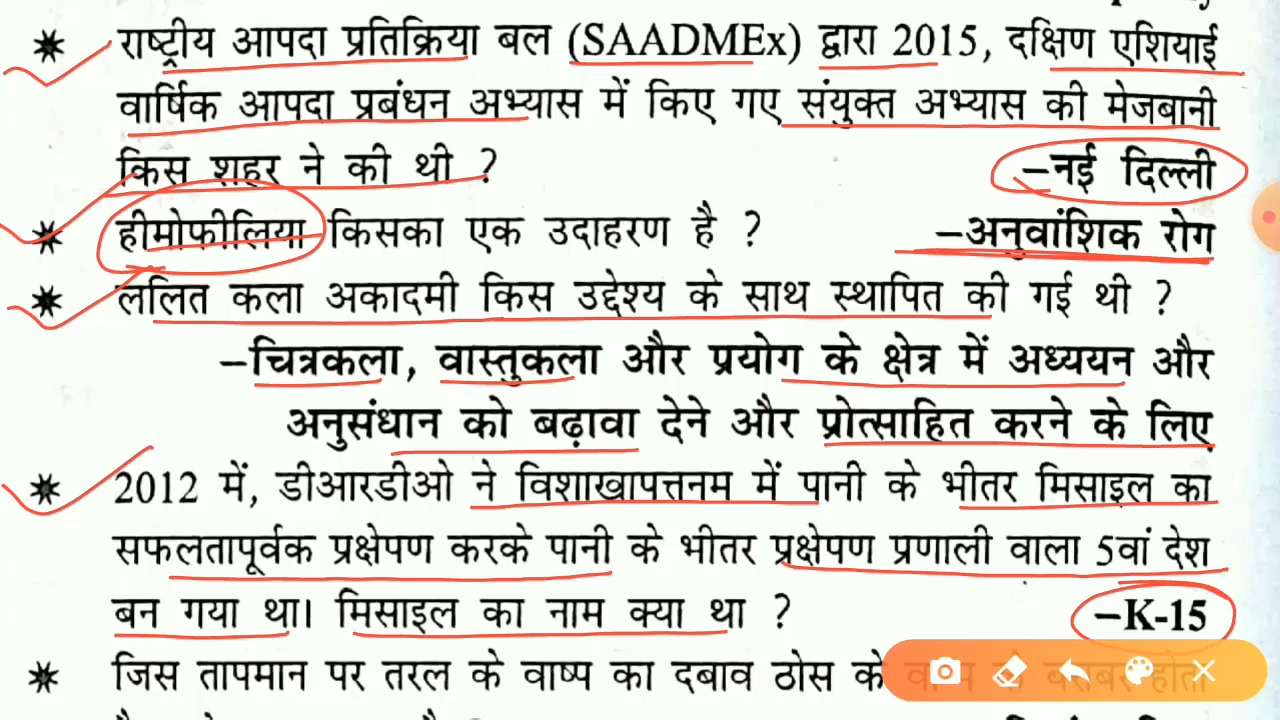 ✷ राष्ट्रीय आपदा प्रतिक्रिया बल (SAADMEx) द्वारा 2015, दक्षिण एशियाई
वार्षिक आपदा प्रबंधन अभ्यास में किए गए संयुक्त अभ्यास की मेजबानी
किस शहर ने की थी ? –नई दिल्ली
✷ हीमोफीलिया किसका एक उदाहरण है ? –अनुवांशिक रोग
✷ ललित कला अकादमी किस उद्देश्य के साथ स्थापित की गई थी ?
–चित्रकला, वास्तुकला और प्रयोग के क्षेत्र में अध्ययन और
अनुसंधान को बढ़ावा देने और प्रोत्साहित करने के लिए
✷ 2012 में, डीआरडीओ ने विशाखापत्तनम में पानी के भीतर मिसाइल का
सफलतापूर्वक प्रक्षेपण करके पानी के भीतर प्रक्षेपण प्रणाली वाला 5वां देश
बन गया था। मिसाइल का नाम क्या था ? –K-15
✷ जिस तापमान पर तरल के वाष्प का दबाव ठोस के